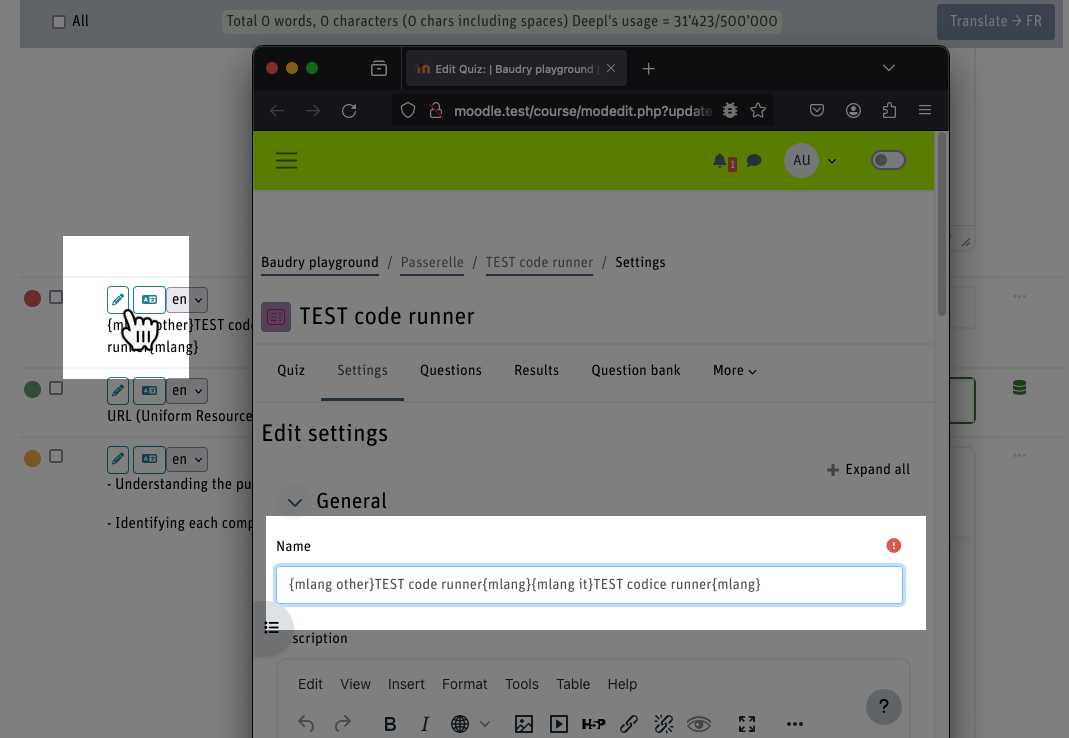 All
Total 0 words, 0 characters (0 chars including spaces) Deepl's usage = 31’423/500’000
Translate → FR
Edit Quiz: | Baudry playground |
moodle.test/course/modedit.php?update
1
AU
Baudry playground / Passerelle / TEST code runner / Settings
TEST code runner
Quiz Settings Questions Results Question bank More
Edit settings
Expand all
General
Name
{mlang other}TEST code runner{mlang}{mlang it}TEST codice runner{mlang}
scription
Edit View Insert Format Tools Table Help
B I H5P
?
en
other}TEST cod
{mlang}
en
URL (Uniform Resource
en
- Understanding the pu
- Identifying each comp